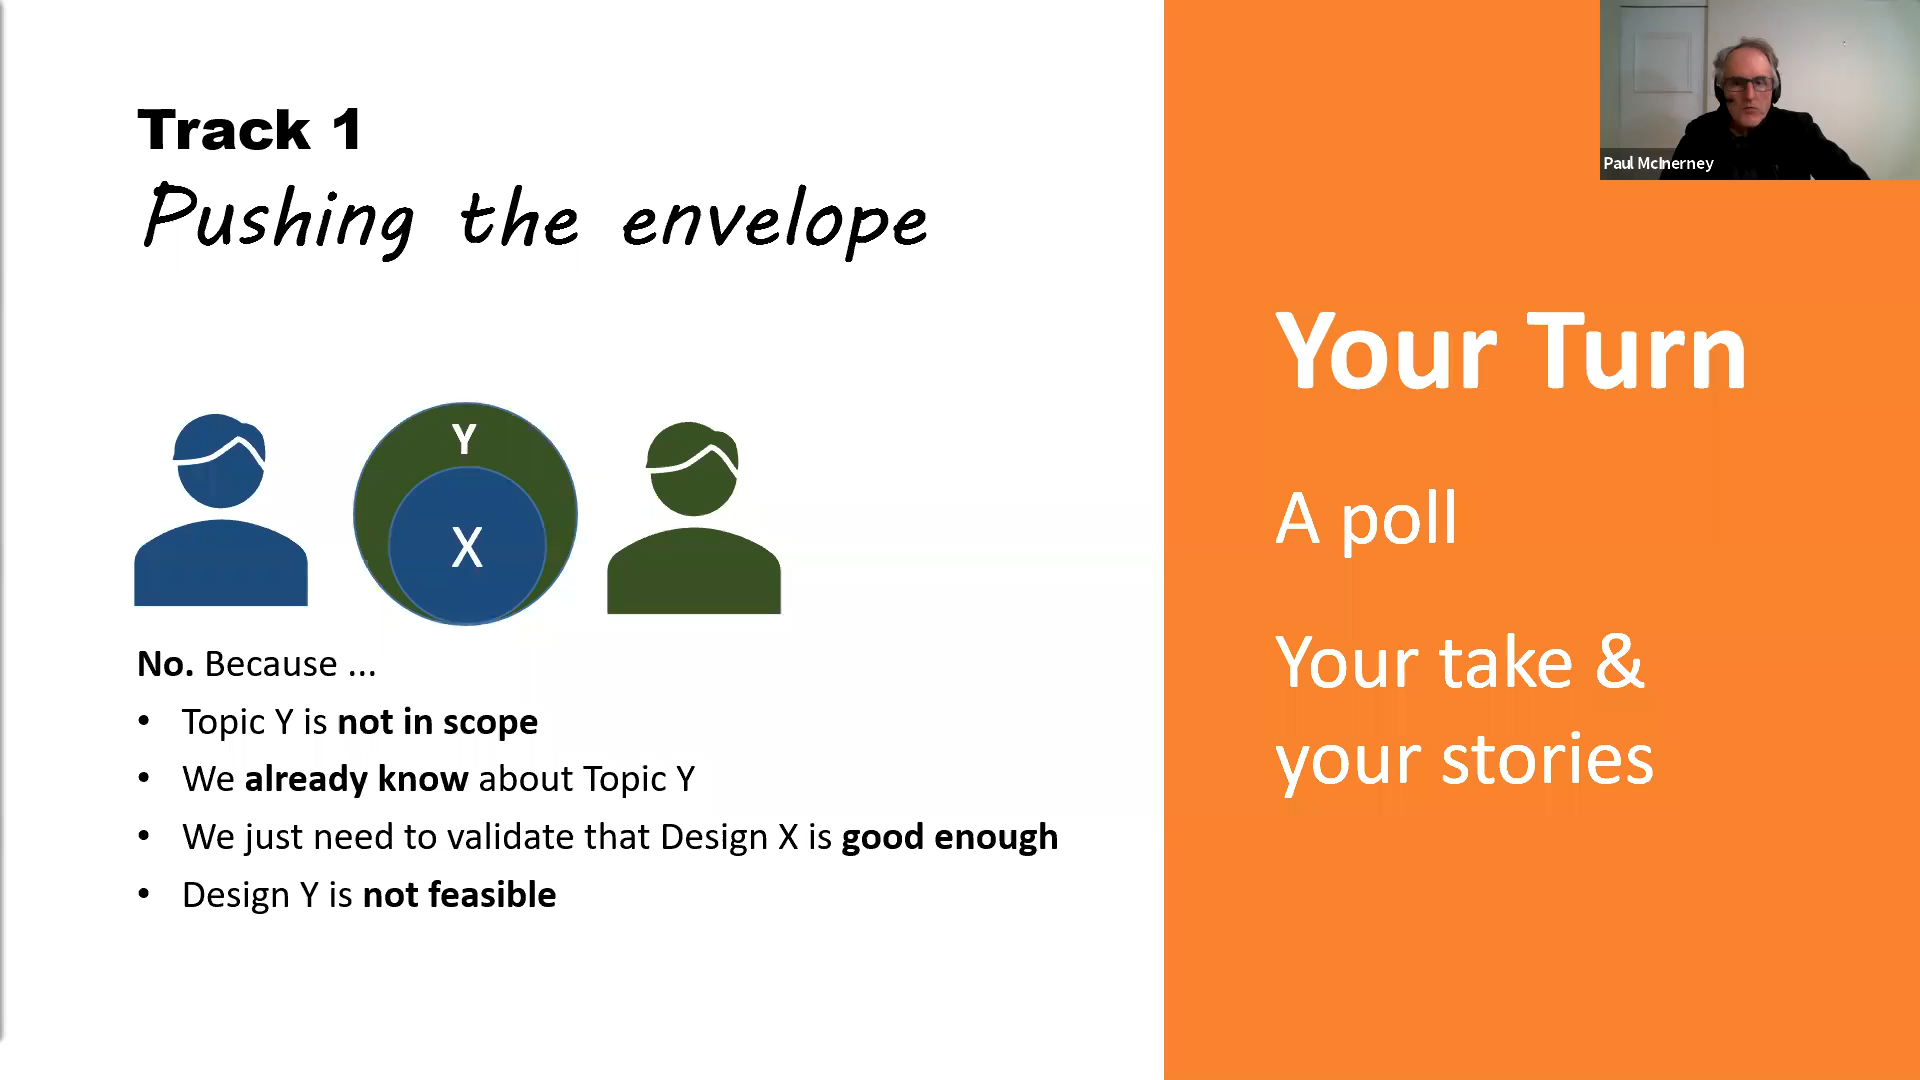 Track 1
Pushing the envelope
Y
X
No. Because ...
• Topic Y is not in scope
• We already know about Topic Y
• We just need to validate that Design X is good enough
• Design Y is not feasible
Your Turn
A poll
Your take &
your stories
Paul McInerney